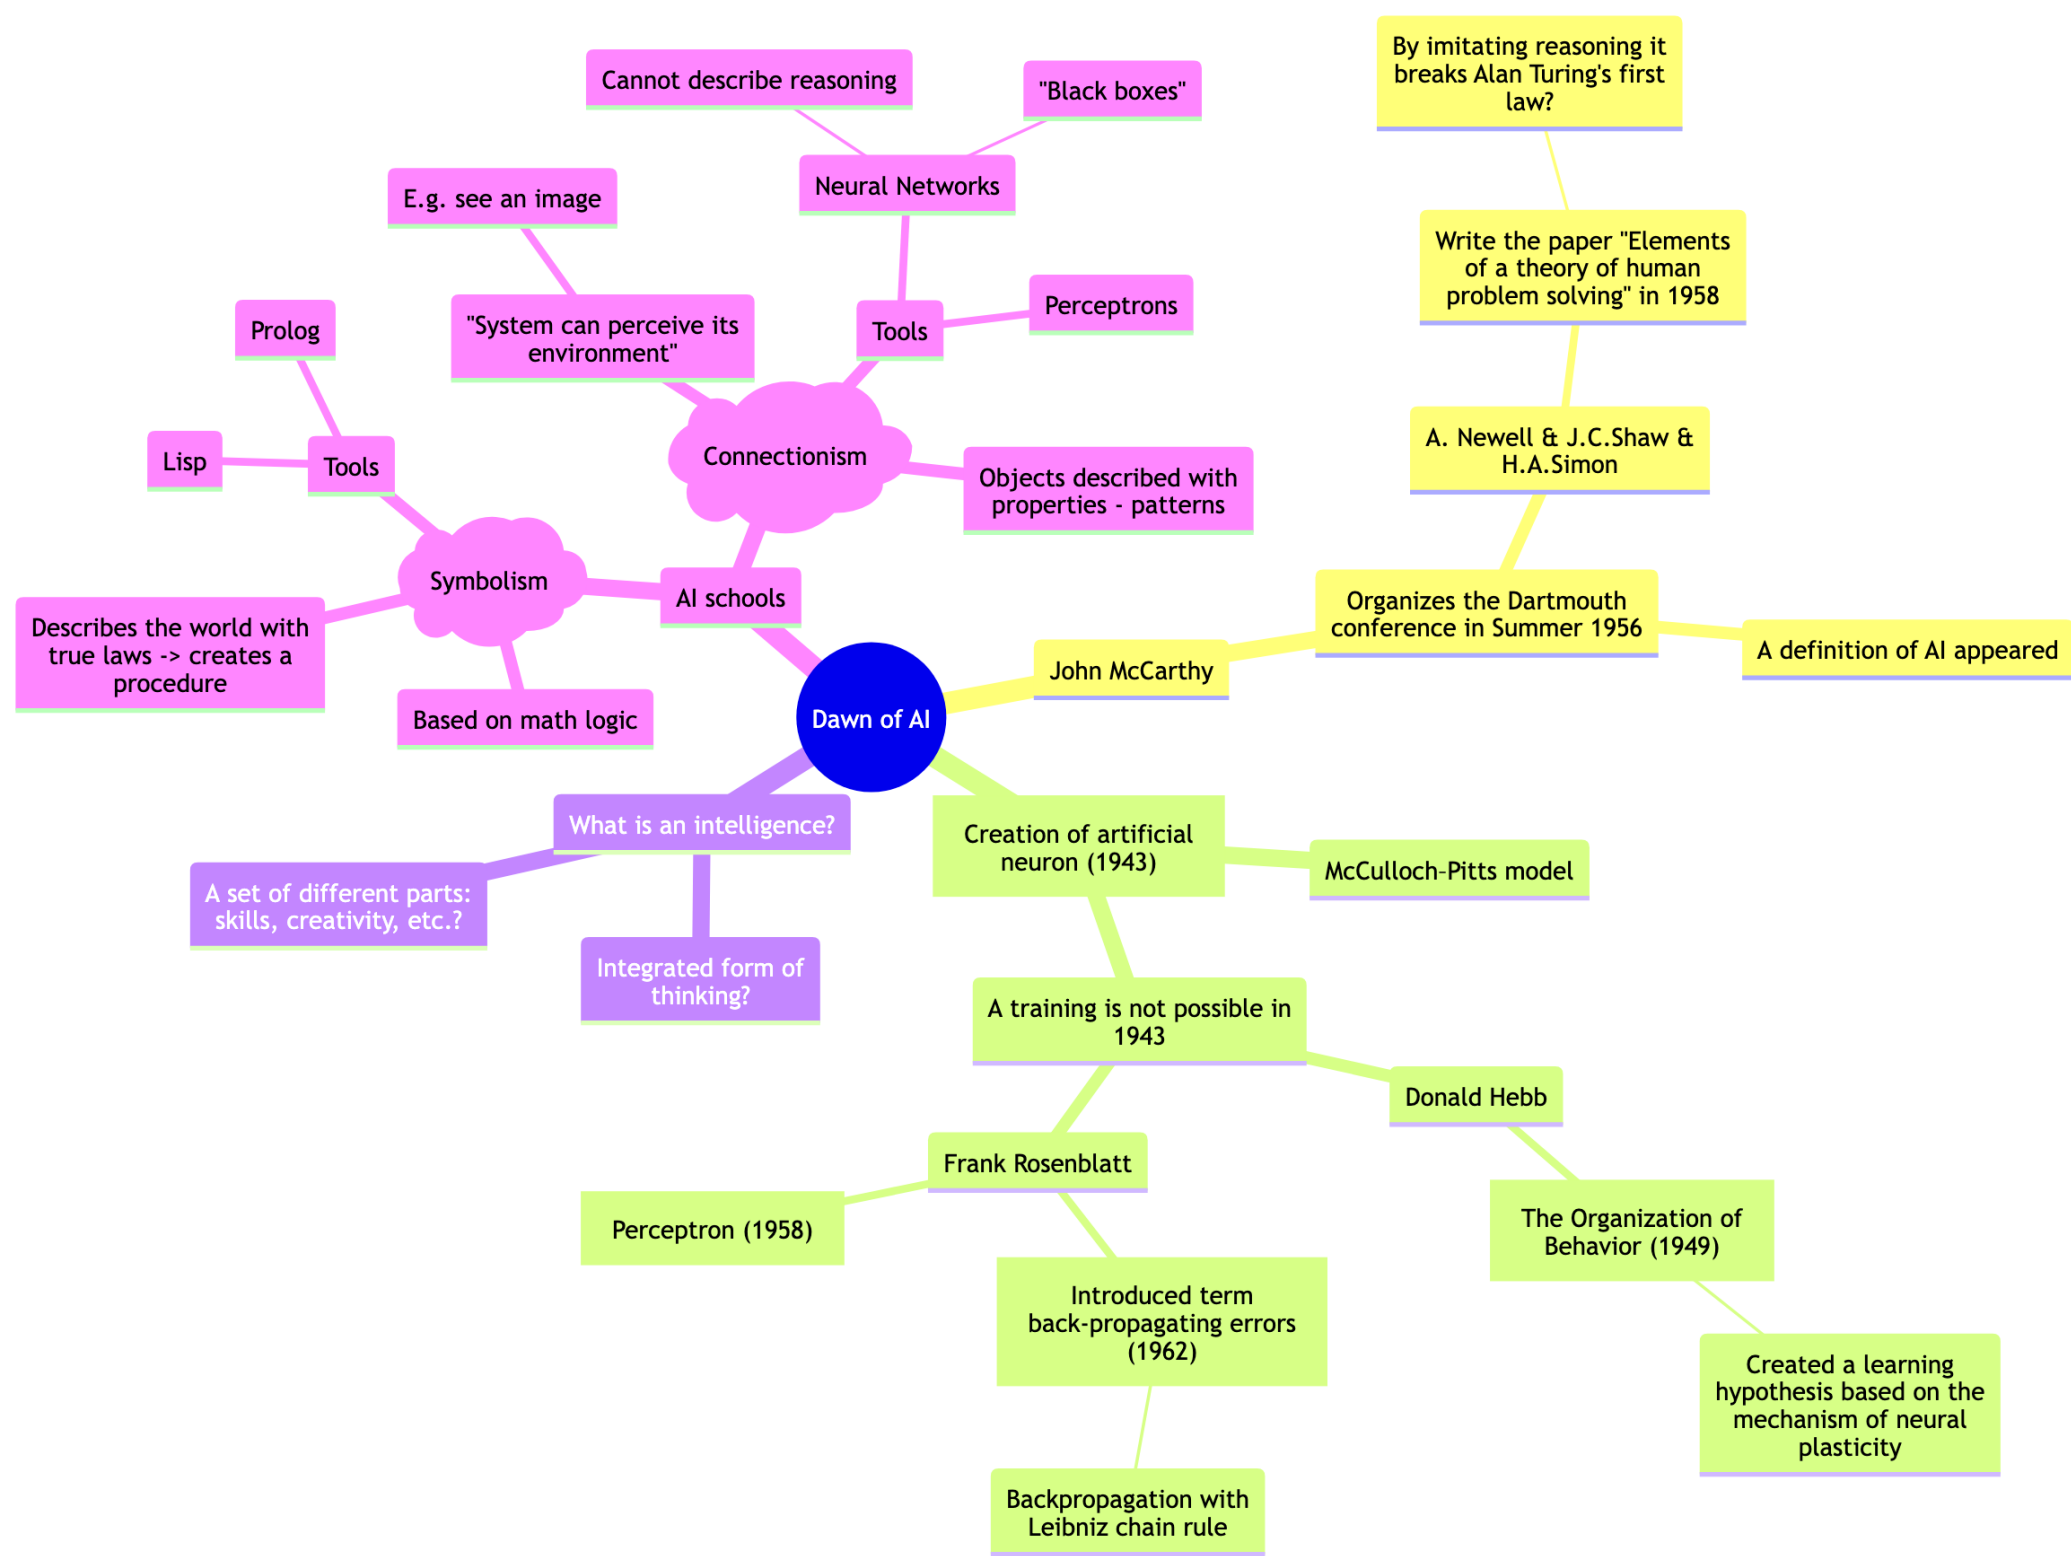 By imitating reasoning it
breaks Alan Turing's first
law?
Cannot describe reasoning
"Black boxes"
Neural Networks
E.g. see an image
Write the paper "Elements
of a theory of human
problem solving" in 1958
Perceptrons
"System can perceive its
environment"
Tools
Prolog
A. Newell & J.C.Shaw &
H.A.Simon
Connectionism
Lisp
Tools
Objects described with
properties - patterns
Symbolism
AI schools
Organizes the Dartmouth
conference in Summer 1956
Describes the world with
true laws -> creates a
procedure
A definition of AI appeared
John McCarthy
Based on math logic
Dawn of AI
What is an intelligence?
Creation of artificial
neuron (1943)
McCulloch–Pitts model
A set of different parts:
skills, creativity, etc.?
Integrated form of
thinking?
A training is not possible in
1943
Donald Hebb
Frank Rosenblatt
Perceptron (1958)
The Organization of
Behavior (1949)
Introduced term
back-propagating errors
(1962)
Created a learning
hypothesis based on the
mechanism of neural
plasticity
Backpropagation with
Leibniz chain rule